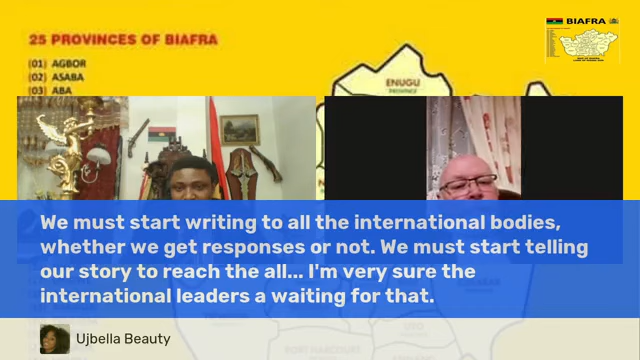 25 PROVINCES OF BIAFRA
BIAFRA
(01) AGBOR
(02) ASABA
(03) ABA
ENUGU
PROVINCE
We must start writing to all the international bodies,
whether we get responses or not. We must start telling
our story to reach the all... I'm very sure the
international leaders a waiting for that.
Ujbella Beauty
PORT HARCOURT